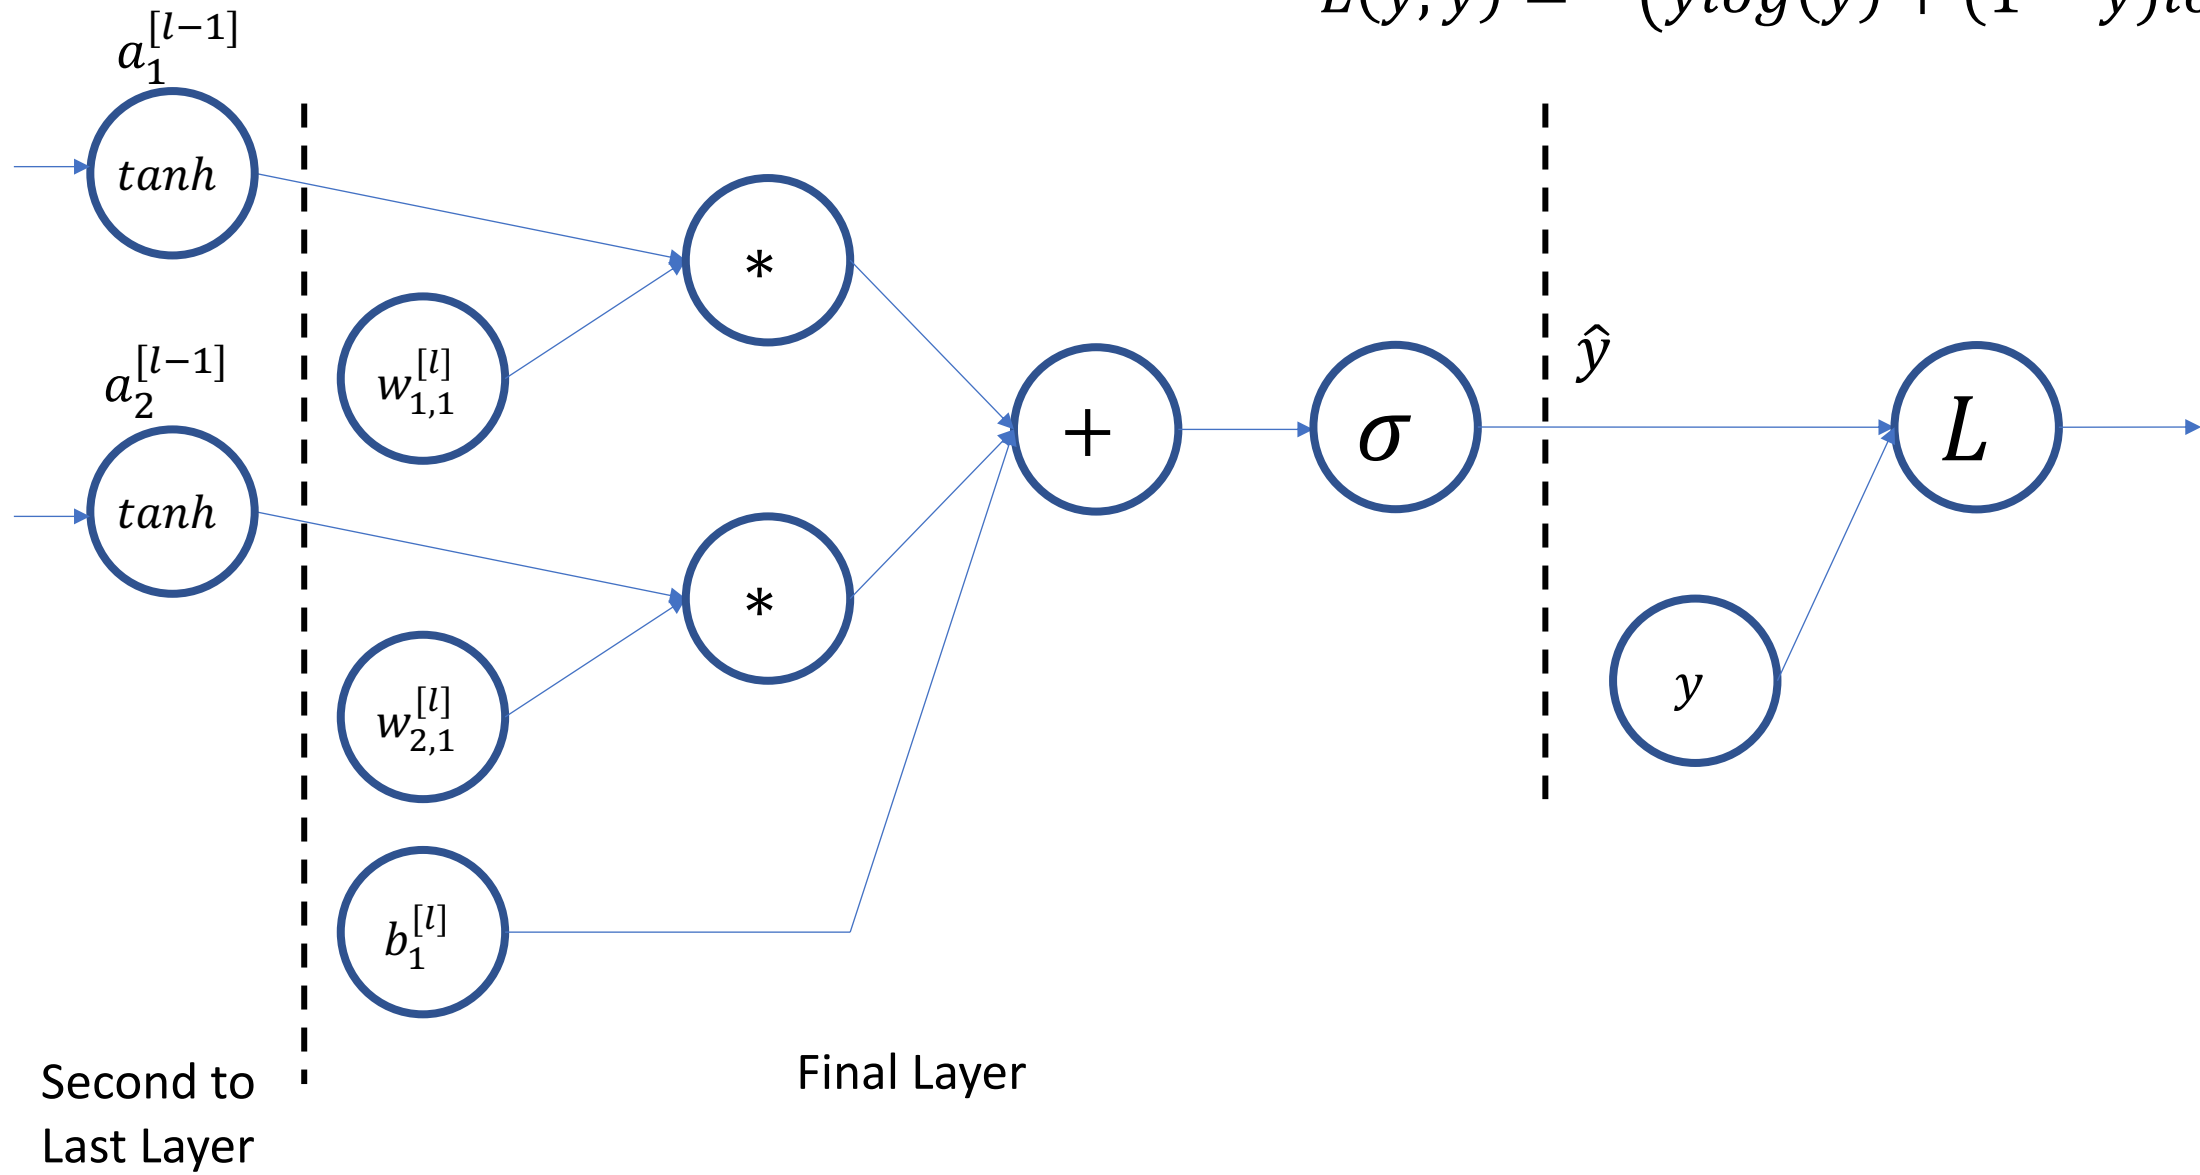 a_1^{[l-1]}
tanh
w_{1,1}^{[l]}
*
a_2^{[l-1]}
tanh
w_{2,1}^{[l]}
*
b_1^{[l]}
+
σ
ŷ
L
y
Second to
Last Layer
Final Layer